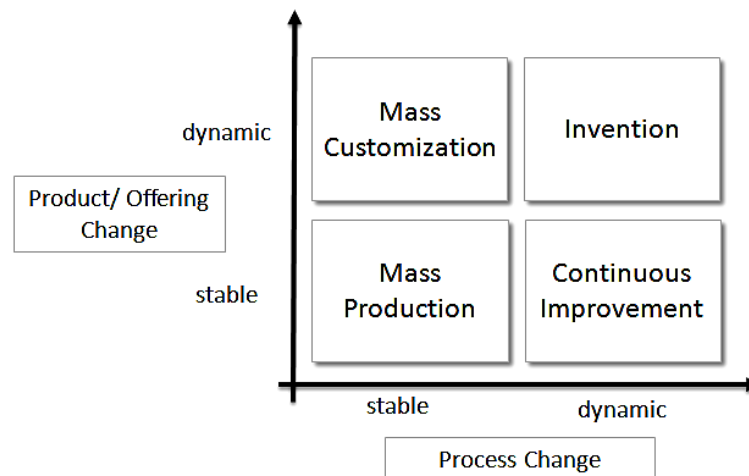 dynamic
Mass
Customization
Invention
Product/ Offering
Change
stable
Mass
Production
Continuous
Improvement
stable
dynamic
Process Change